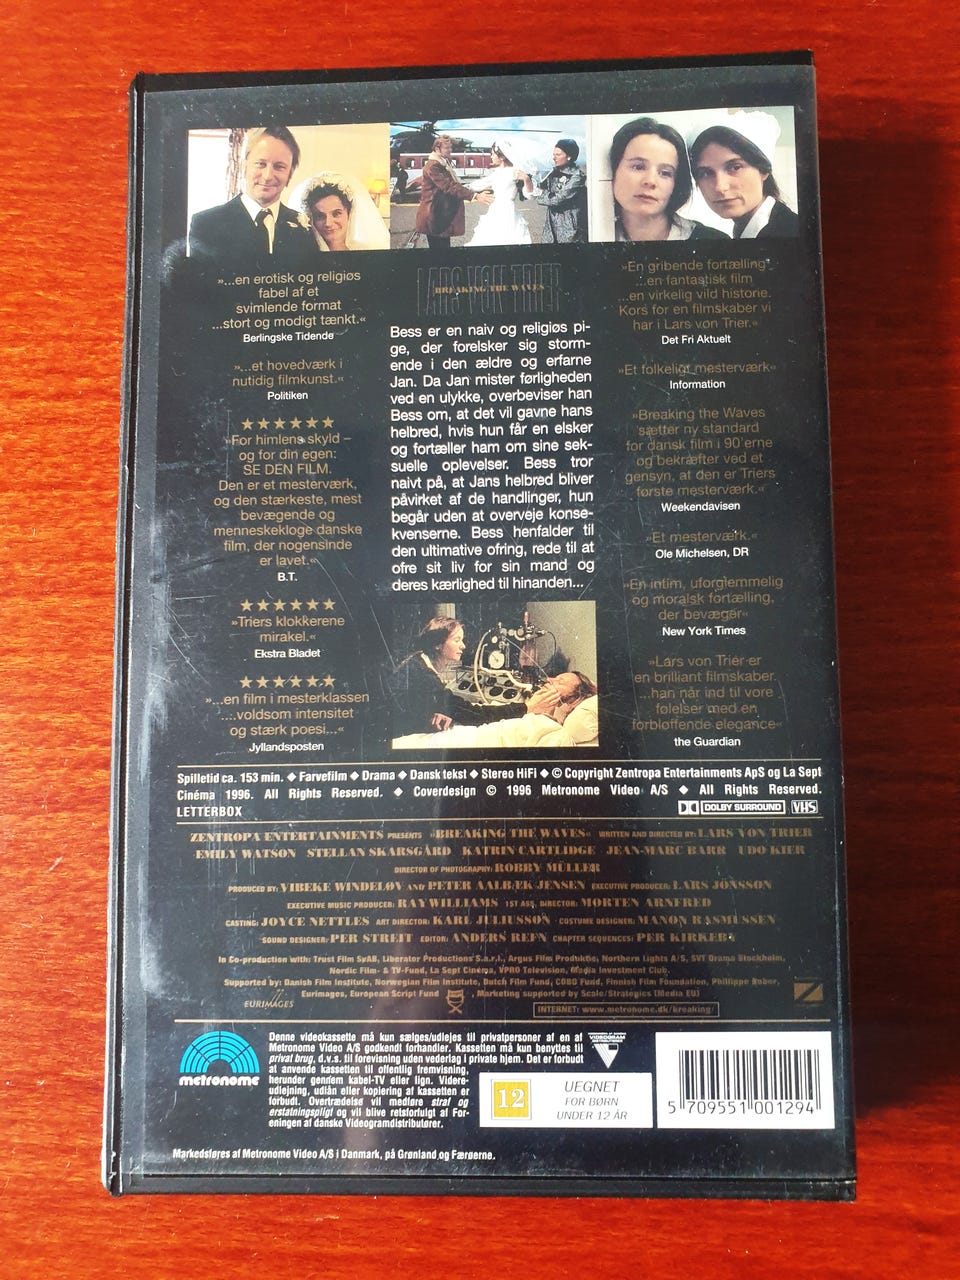 »...en erotisk og religiøs
fabel af et
svimlende format
...stort og modigt tænkt.«
Berlingske Tidende
»...et hovedværk i
nutidig filmkunst.«
Politiken
★★★★★★
»For himlens skyld –
og for din egen:
SE DEN FILM.
Den er et mesterværk,
og den stærkeste, mest
bevægende og
menneskekloge danske
film, der nogensinde
er lavet.«
B.T.
★★★★★★
»Triers klokkerene
mirakel.«
Ekstra Bladet
★★★★★★
»...en film i mesterklassen
...voldsom intensitet
og stærk poesi...«
Jyllandsposten
LARS VON TRIER
BREAKING THE WAVES
Bess er en naiv og religiøs pi-
ge, der forelsker sig storm-
ende i den ældre og erfarne
Jan. Da Jan mister førligheden
ved en ulykke, overbeviser han
Bess om, at det vil gavne hans
helbred, hvis hun får en elsker
og fortæller ham om sine sek-
suelle oplevelser. Bess tror
naivt på, at Jans helbred bliver
påvirket af de handlinger, hun
begår uden at overveje konse-
kvenserne. Bess henfalder til
den ultimative ofring, rede til at
ofre sit liv for sin mand og
deres kærlighed til hinanden...
»En gribende fortælling
...en fantastisk film
...en virkelig vild historie.
Kors for en filmskaber vi
har i Lars von Trier.«
Det Fri Aktuelt
»Et folkeligt mesterværk«
Information
»Breaking the Waves
sætter ny standard
for dansk film i 90'erne
og bekræfter ved et
gensyn, at den er Triers
første mesterværk.«
Weekendavisen
»Et mesterværk.«
Ole Michelsen, DR
»En intim, uforglemmelig
og moralsk fortælling,
der bevæger«
New York Times
»Lars von Trier er
en brilliant filmskaber.
...han når ind til vore
følelser med en
forbløffende elegance«
the Guardian
Spilletid ca. 153 min. ◆ Farvefilm ◆ Drama ◆ Dansk tekst ◆ Stereo HiFi ◆ © Copyright Zentropa Entertainments ApS og La Sept
Cinéma 1996. All Rights Reserved. ◆ Coverdesign © 1996 Metronome Video A/S ◆ All Rights Reserved.
LETTERBOX DOLBY SURROUND VHS
ZENTROPA ENTERTAINMENTS PRESENTS »BREAKING THE WAVES« WRITTEN AND DIRECTED BY: LARS VON TRIER
EMILY WATSON STELLAN SKARSGÅRD KATRIN CARTLIDGE JEAN-MARC BARR UDO KIER
DIRECTOR OF PHOTOGRAPHY: ROBBY MÜLLER
PRODUCED BY: VIBEKE WINDELØV AND PETER AALBÆK JENSEN EXECUTIVE PRODUCER: LARS JÖNSSON
EXECUTIVE MUSIC PRODUCER: RAY WILLIAMS 1ST ASS. DIRECTOR: MORTEN ARNFRED
CASTING: JOYCE NETTLES ART DIRECTOR: KARL JULIUSSON COSTUME DESIGNER: MANON RASMUSSEN
SOUND DESIGNER: PER STREIT EDITOR: ANDERS REFN CHAPTER SEQUENCES: PER KIRKEBY
In Co-production with: Trust Film SvAB, Liberator Productions S.a.r.l., Argus Film Produktie, Northern Lights A/S, SVT Drama Stockholm,
Nordic Film- & TV-Fund, La Sept Cinéma, VPRO Television, Media Investment Club.
Supported by: Danish Film Institute, Norwegian Film Institute, Dutch Film Fund, COBO Fund, Finnish Film Foundation, Philippe Bober,
Eurimages, European Script Fund , Marketing supported by Scale/Strategics (Media EU)
EURIMAGES
INTERNET: www.metronome.dk/breaking/
metronome
Denne videokassette må kun sælges/udlejes til privatpersoner af en af
Metronome Video A/S godkendt forhandler. Kassetten må kun benyttes til
privat brug, d.v.s. til forevisning uden vederlag i private hjem. Det er forbudt
at anvende kassetten til offentlig fremvisning,
herunder gennem kabel-TV eller lign. Videre-
udlejning, udlån eller kopiering af kassetten er
forbudt. Overtrædelse vil medføre straf og
erstatningspligt og vil blive retsforfulgt af For-
eningen af danske Videogramdistributører.
12
UEGNET
FOR BØRN
UNDER 12 ÅR
5 709551 001294
Markedsføres af Metronome Video A/S i Danmark, på Grønland og Færøerne.